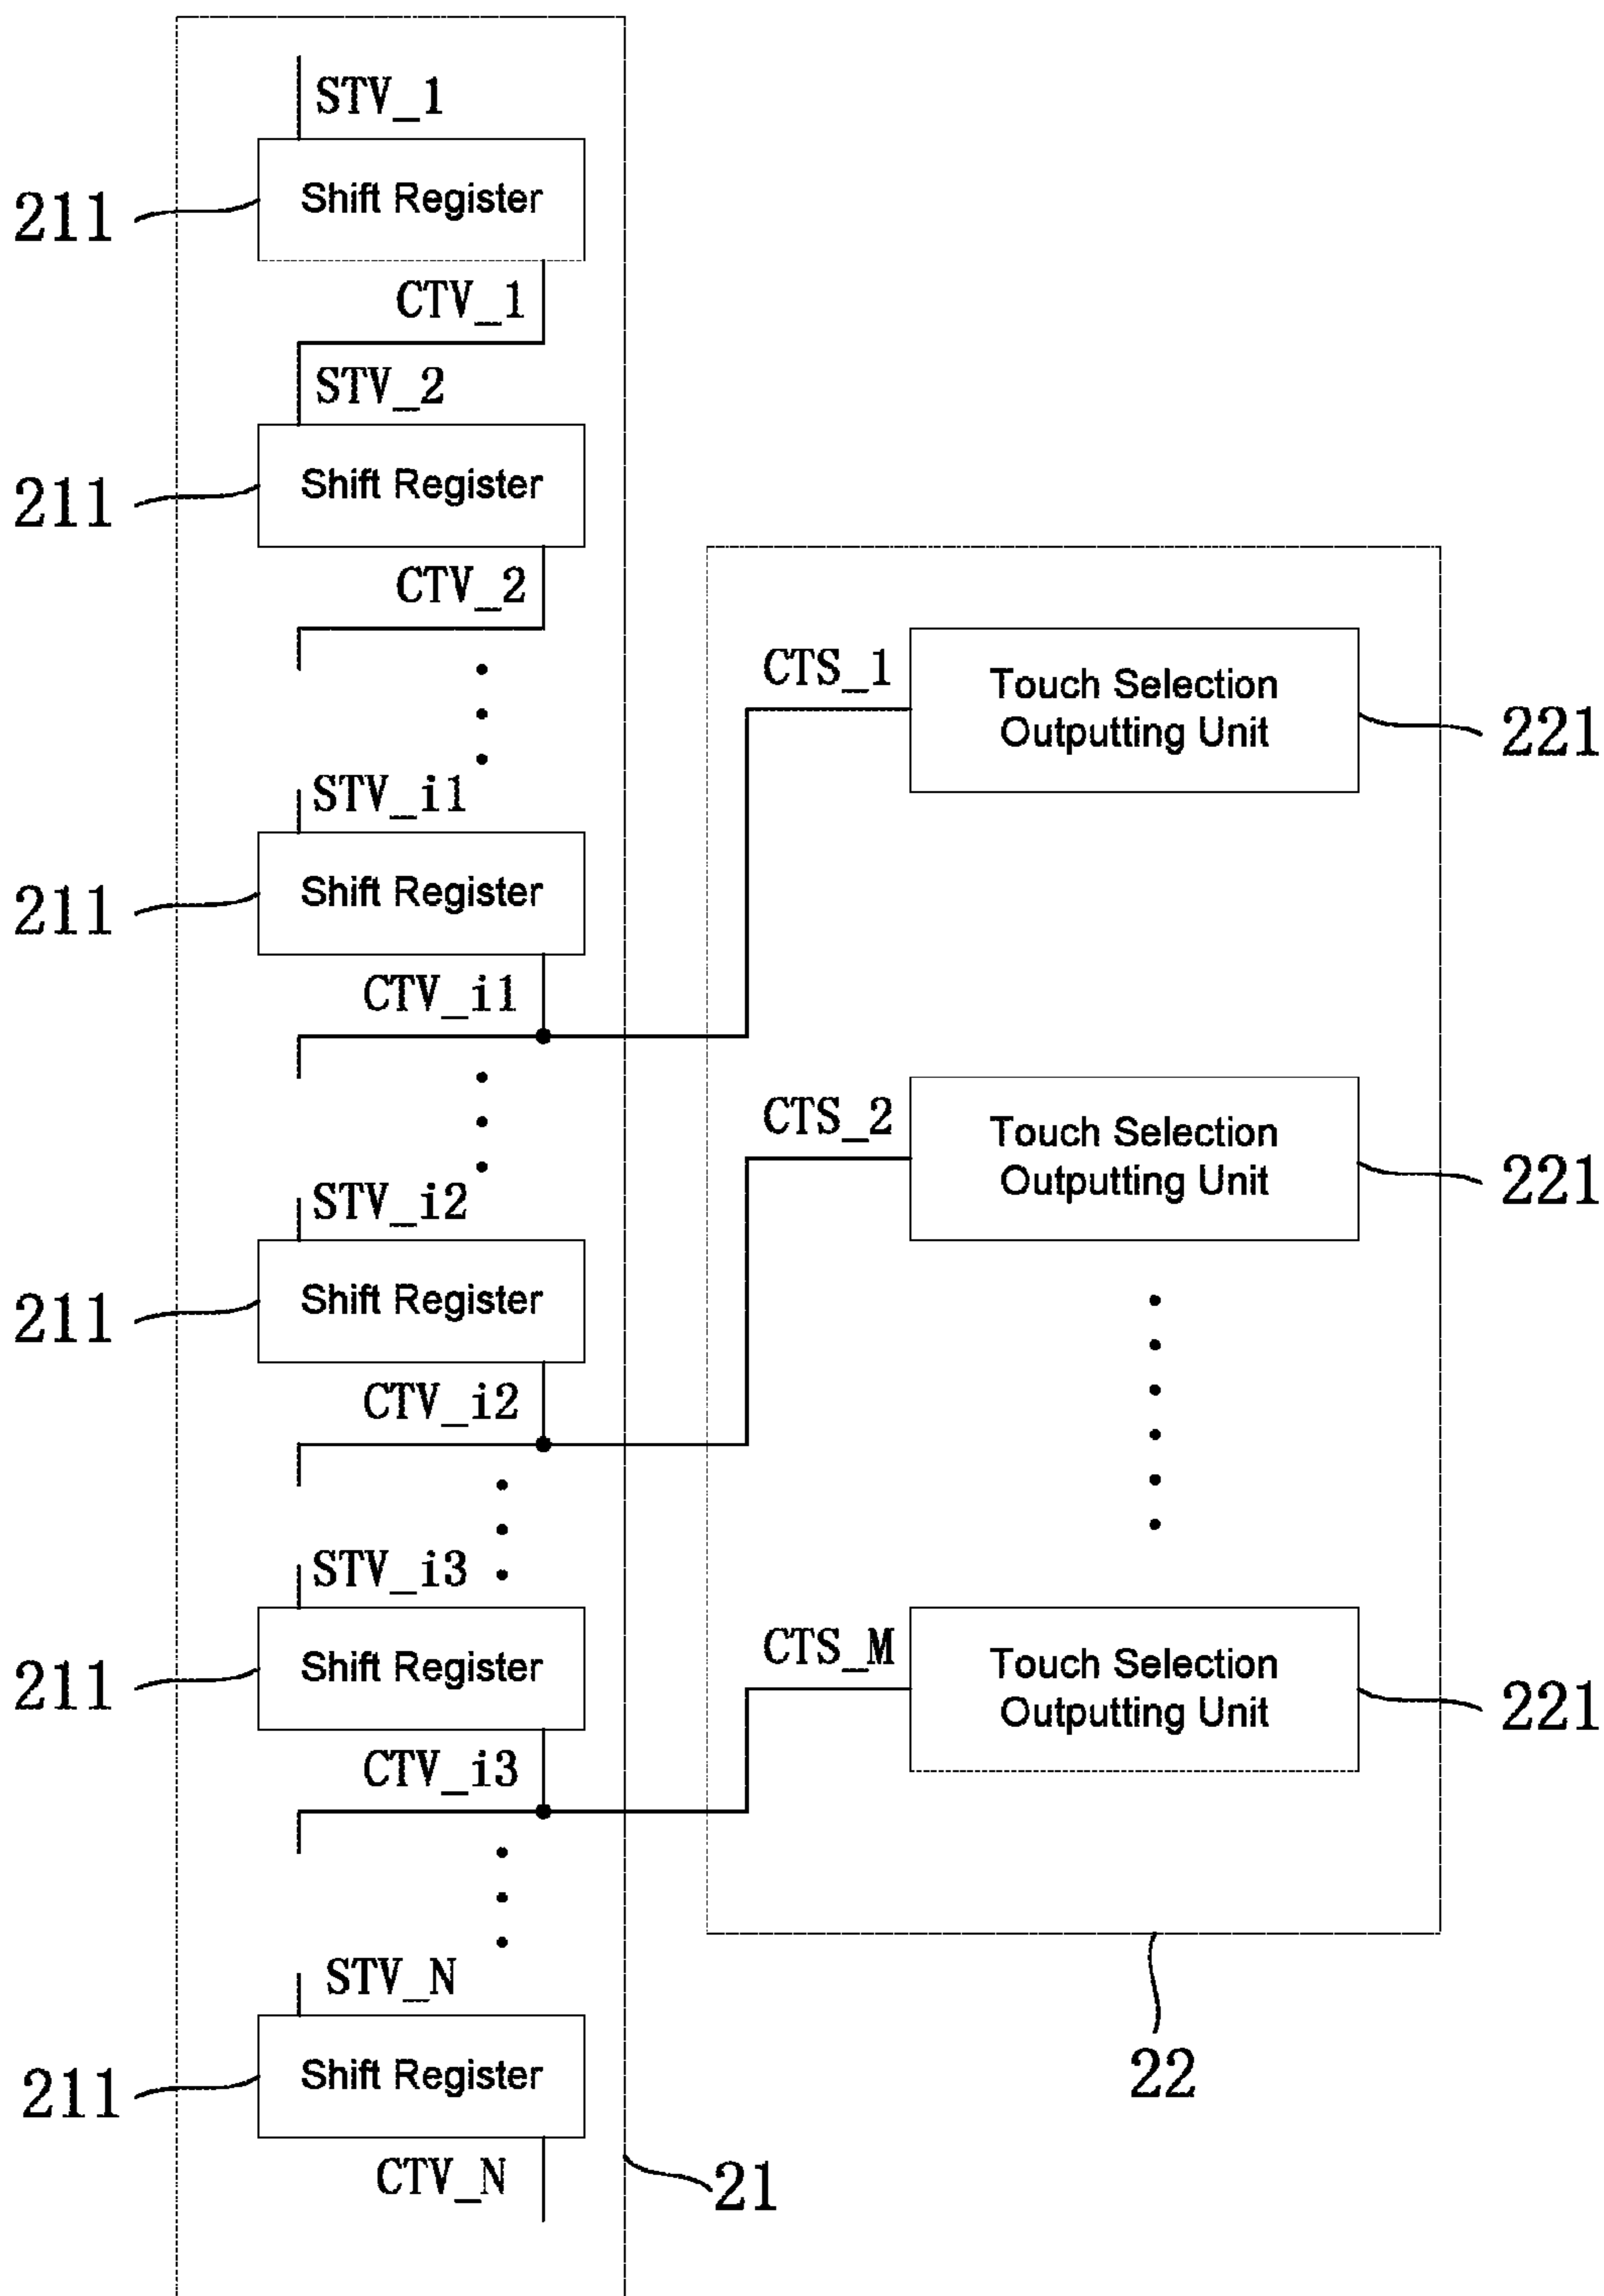 STV_1
Shift Register
211
CTV_1
STV_2
Shift Register
211
CTV_2
CTS_1
Touch Selection
Outputting Unit
221
STV_i1
Shift Register
211
CTV_i1
CTS_2
Touch Selection
Outputting Unit
221
STV_i2
Shift Register
211
CTV_i2
STV_i3
Shift Register
211
CTS_M
Touch Selection
Outputting Unit
221
CTV_i3
STV_N
Shift Register
211
22
CTV_N
21